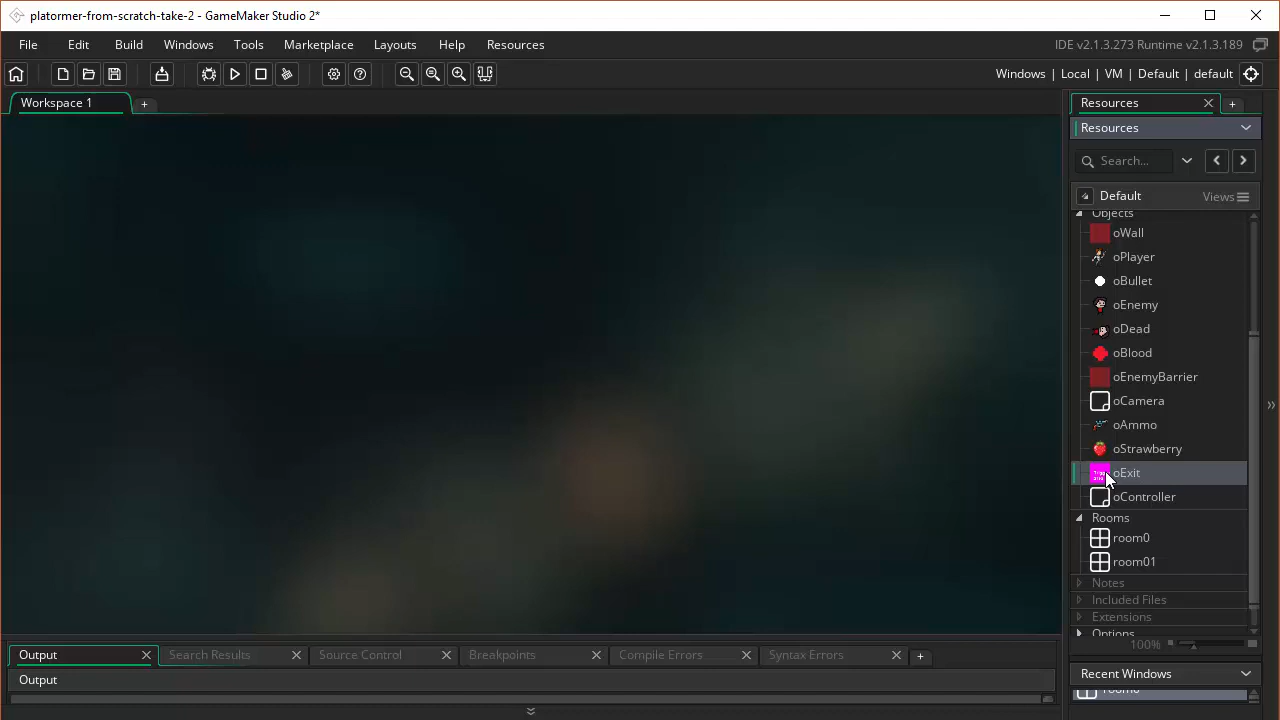 platormer-from-scratch-take-2 - GameMaker Studio 2*
File Edit Build Windows Tools Marketplace Layouts Help Resources
IDE v2.1.3.273 Runtime v2.1.3.189
Windows | Local | VM | Default | default
Workspace 1 +
Resources +
Resources
Search...
Default Views
Objects
oWall
oPlayer
oBullet
oEnemy
oDead
oBlood
oEnemyBarrier
oCamera
oAmmo
oStrawberry
oExit
oController
Rooms
room0
room01
Notes
Included Files
Extensions
Options
100%
Output Search Results Source Control Breakpoints Compile Errors Syntax Errors +
Output
Recent Windows
room0